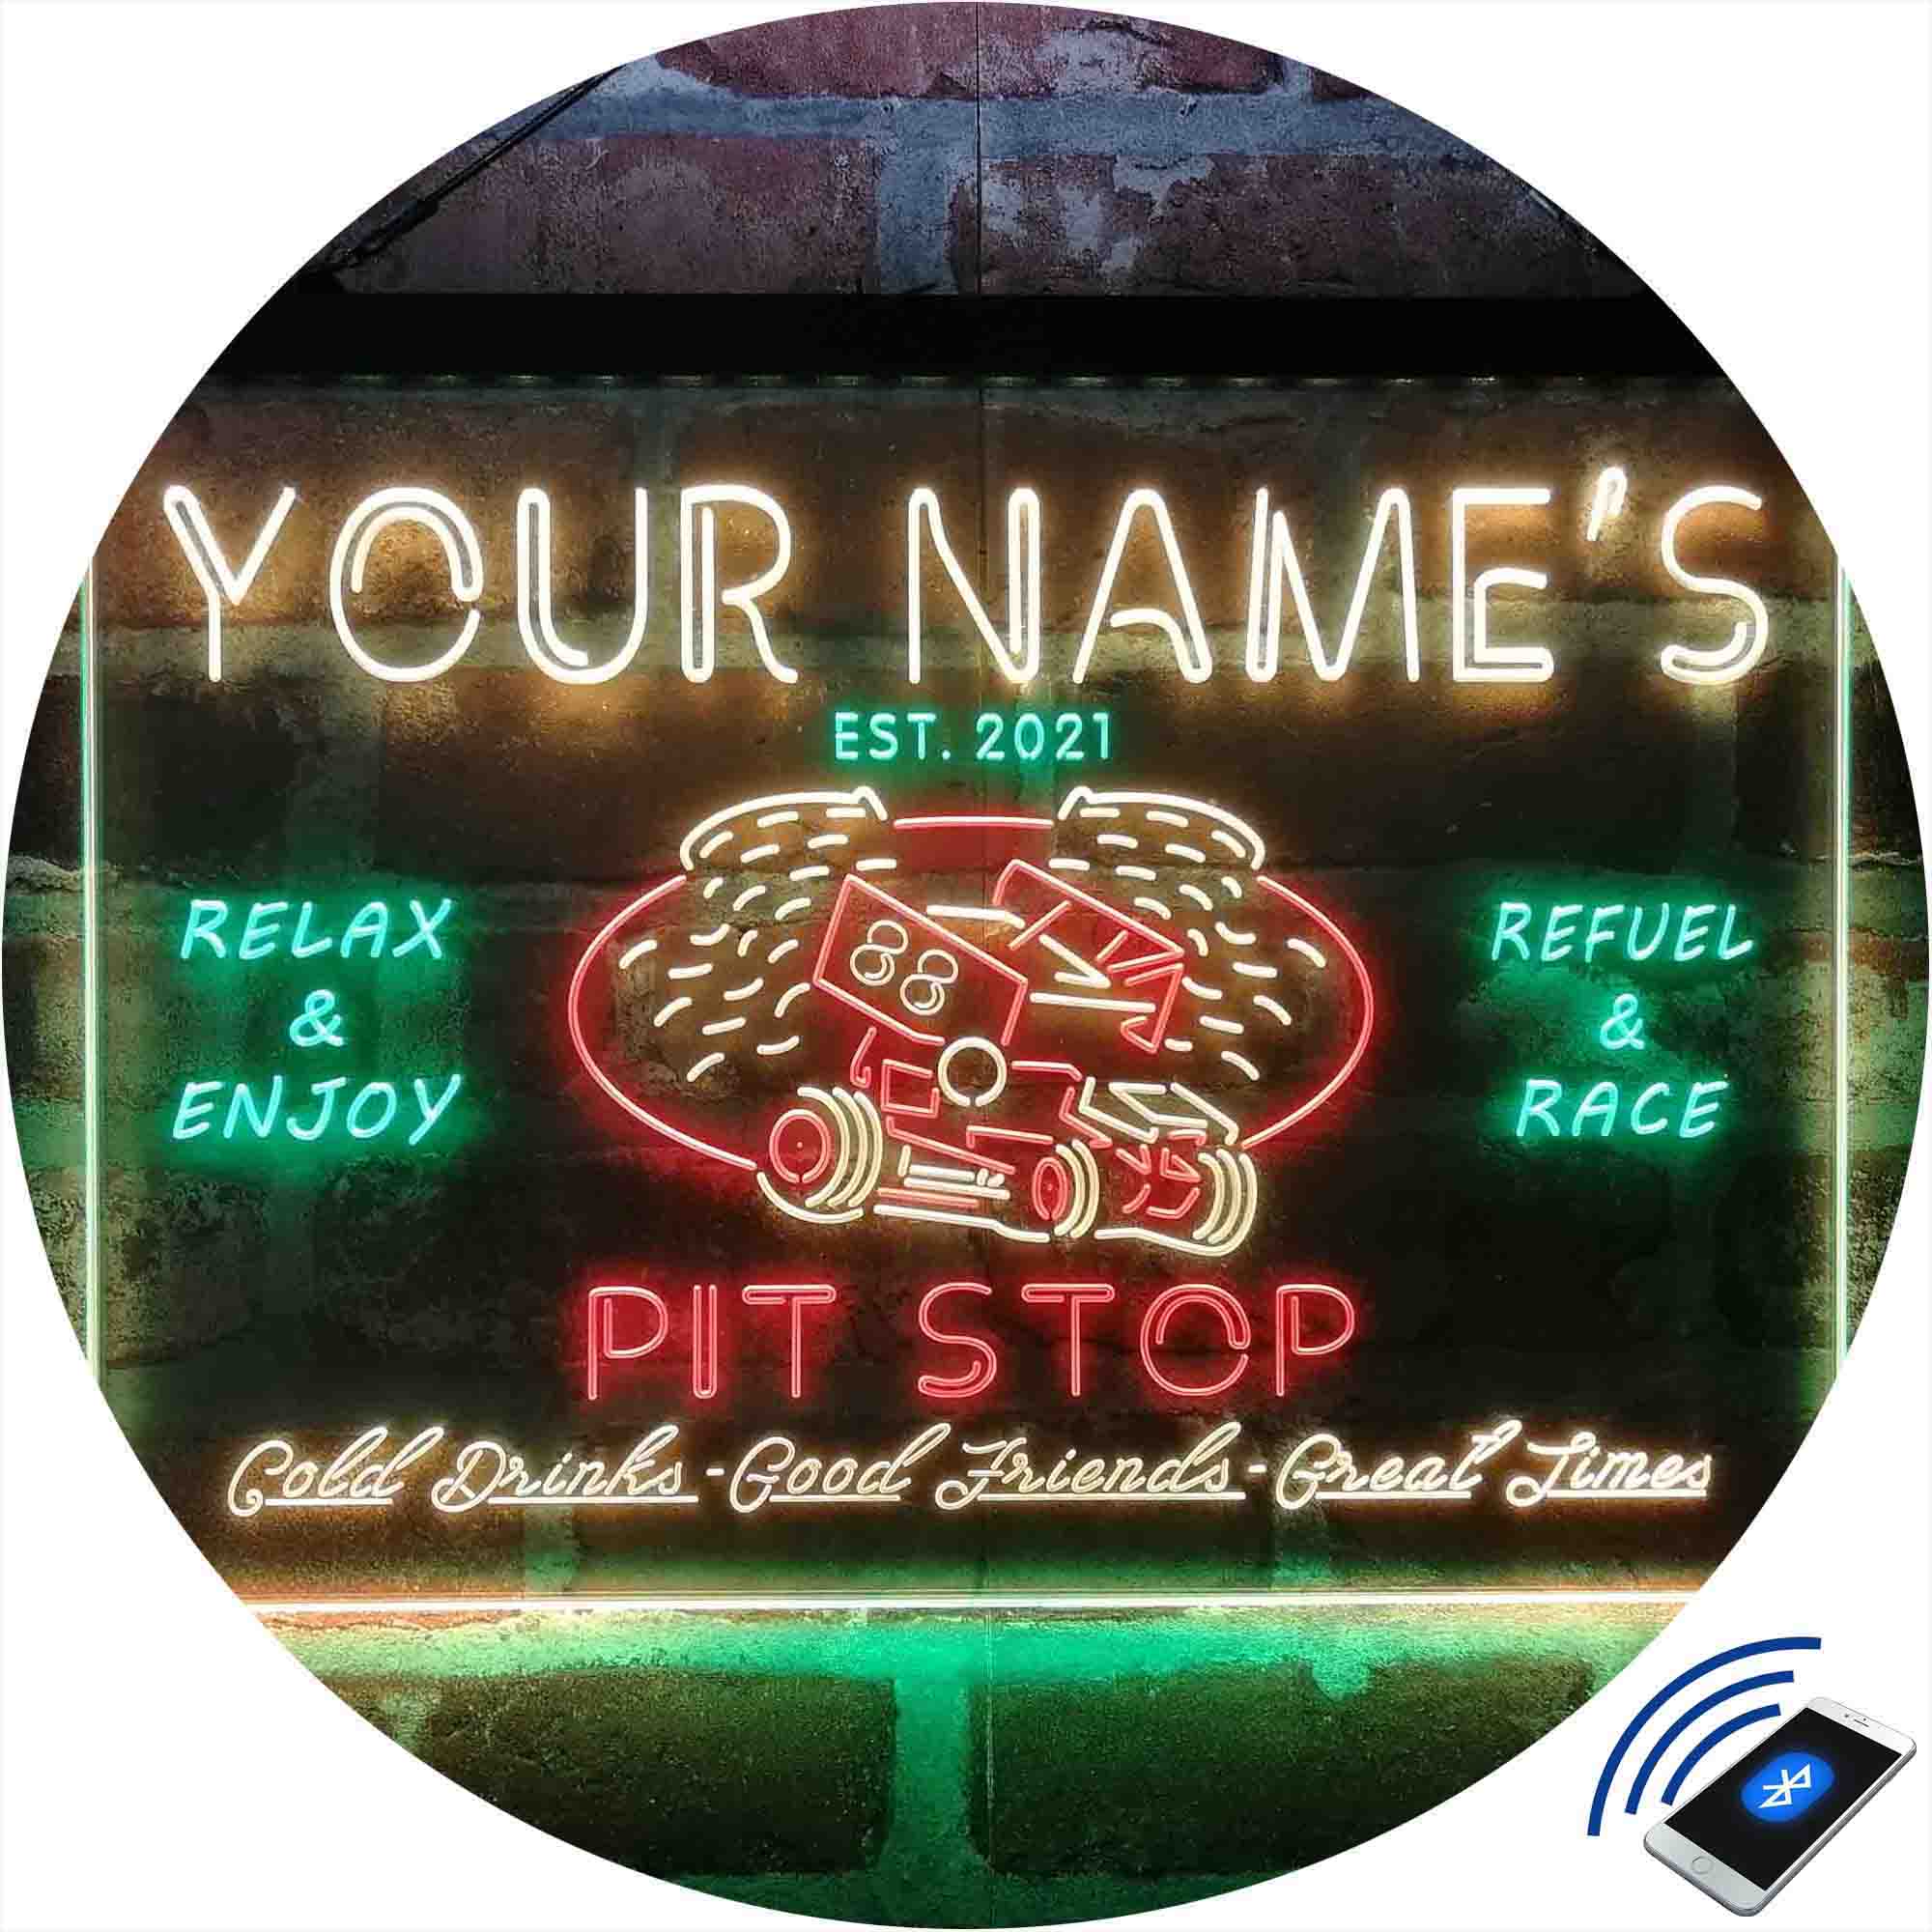 YOUR NAME'S
EST. 2021
RELAX
&
ENJOY
88
REFUEL
&
RACE
PIT STOP
Cold Drinks - Good Friends - Great Times